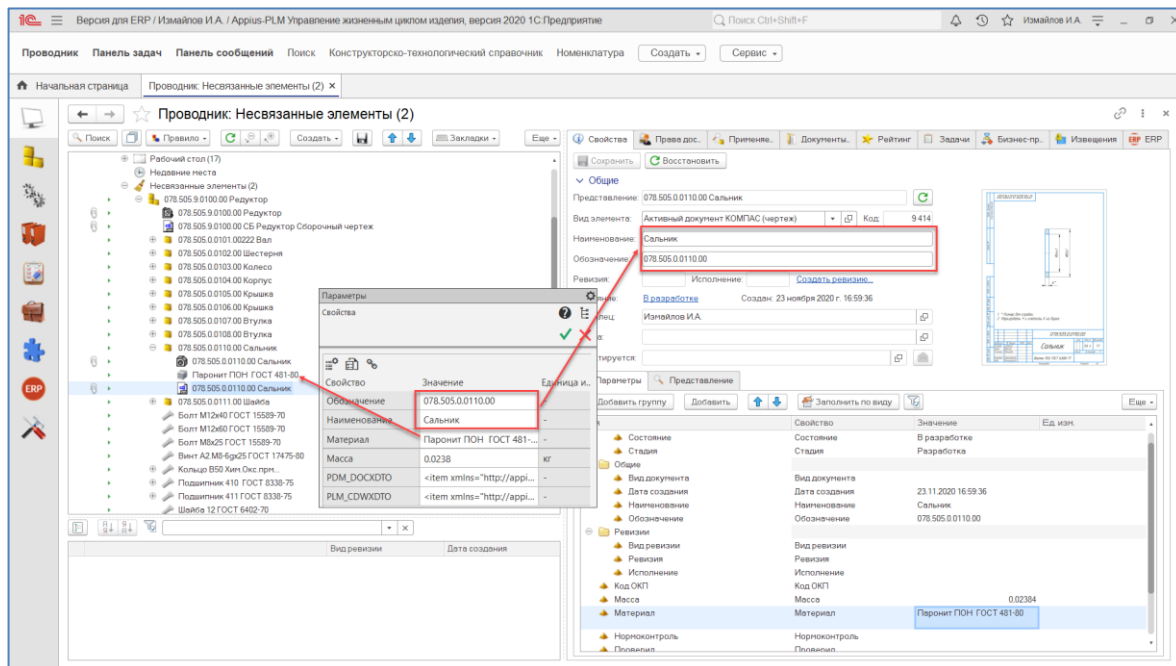 Версия для ERP / Измайлов И.А. / Appius-PLM Управление жизненным циклом изделия, версия 2020 1С:Предприятие
Поиск Ctrl+Shift+F
Измайлов И.А.
Проводник Панель задач Панель сообщений Поиск Конструкторско-технологический справочник Номенклатура Создать Сервис
Начальная страница
Проводник: Несвязанные элементы (2) ×
Проводник: Несвязанные элементы (2)
Поиск Правило Создать Закладки Еще
Рабочий стол (17)
Недавние места
Несвязанные элементы (2)
078.505.9.0100.00 Редуктор
078.505.9.0100.00 Редуктор
078.505.9.0100.00 СБ Редуктор Сборочный чертеж
078.505.0.0101.00222 Вал
078.505.0.0102.00 Шестерня
078.505.0.0103.00 Колесо
078.505.0.0104.00 Корпус
078.505.0.0105.00 Крышка
078.505.0.0106.00 Крышка
078.505.0.0107.00 Втулка
078.505.0.0108.00 Втулка
078.505.0.0110.00 Сальник
078.505.0.0110.00 Сальник
Паронит ПОН ГОСТ 481-80
078.505.0.0110.00 Сальник
078.505.0.0111.00 Шайба
Болт М12х40 ГОСТ 15589-70
Болт М12х60 ГОСТ 15589-70
Болт М8х25 ГОСТ 15589-70
Винт А2.М8-6gх25 ГОСТ 17475-80
Кольцо В50 Хим.Окс.прм...
Подшипник 410 ГОСТ 8338-75
Подшипник 411 ГОСТ 8338-75
Шайба 12 ГОСТ 6402-70
Вид ревизии Дата создания
Параметры
Свойства
Свойство Значение Единица и..
Обозначение 078.505.0.0110.00
Наименование Сальник -
Материал Паронит ПОН ГОСТ 481-... -
Масса 0.0238 кг
PDM_DOCXDTO <item xmlns="http://appi... -
PLM_CDWXDTO <item xmlns="http://appi... -
Свойства Права дос.. Применяе.. Документы.. Рейтинг Задачи Бизнес-пр.. Извещения ERP ERP
Сохранить Восстановить
Общие
Представление: 078.505.0.0110.00 Сальник
Вид элемента: Активный документ КОМПАС (чертеж) Код: 9 414
Наименование: Сальник
Обозначение: 078.505.0.0110.00
Ревизия: Исполнение: Создать ревизию...
В разработке Создан: 23 ноября 2020 г. 16:59:36
Измайлов И.А.
Сальник
Параметры Представление
Добавить группу Добавить Заполнить по виду Еще
Свойство Значение Ед. изм.
Состояние Состояние В разработке
Стадия Стадия Разработка
Общие
Вид документа Вид документа
Дата создания Дата создания 23.11.2020 16:59:36
Наименование Наименование Сальник
Обозначение Обозначение 078.505.0.0110.00
Ревизии
Вид ревизии Вид ревизии
Ревизия Ревизия
Исполнение Исполнение
Код ОКП Код ОКП
Масса Масса 0.02384
Материал Материал Паронит ПОН ГОСТ 481-80
Нормоконтроль Нормоконтроль
Проверил Проверил